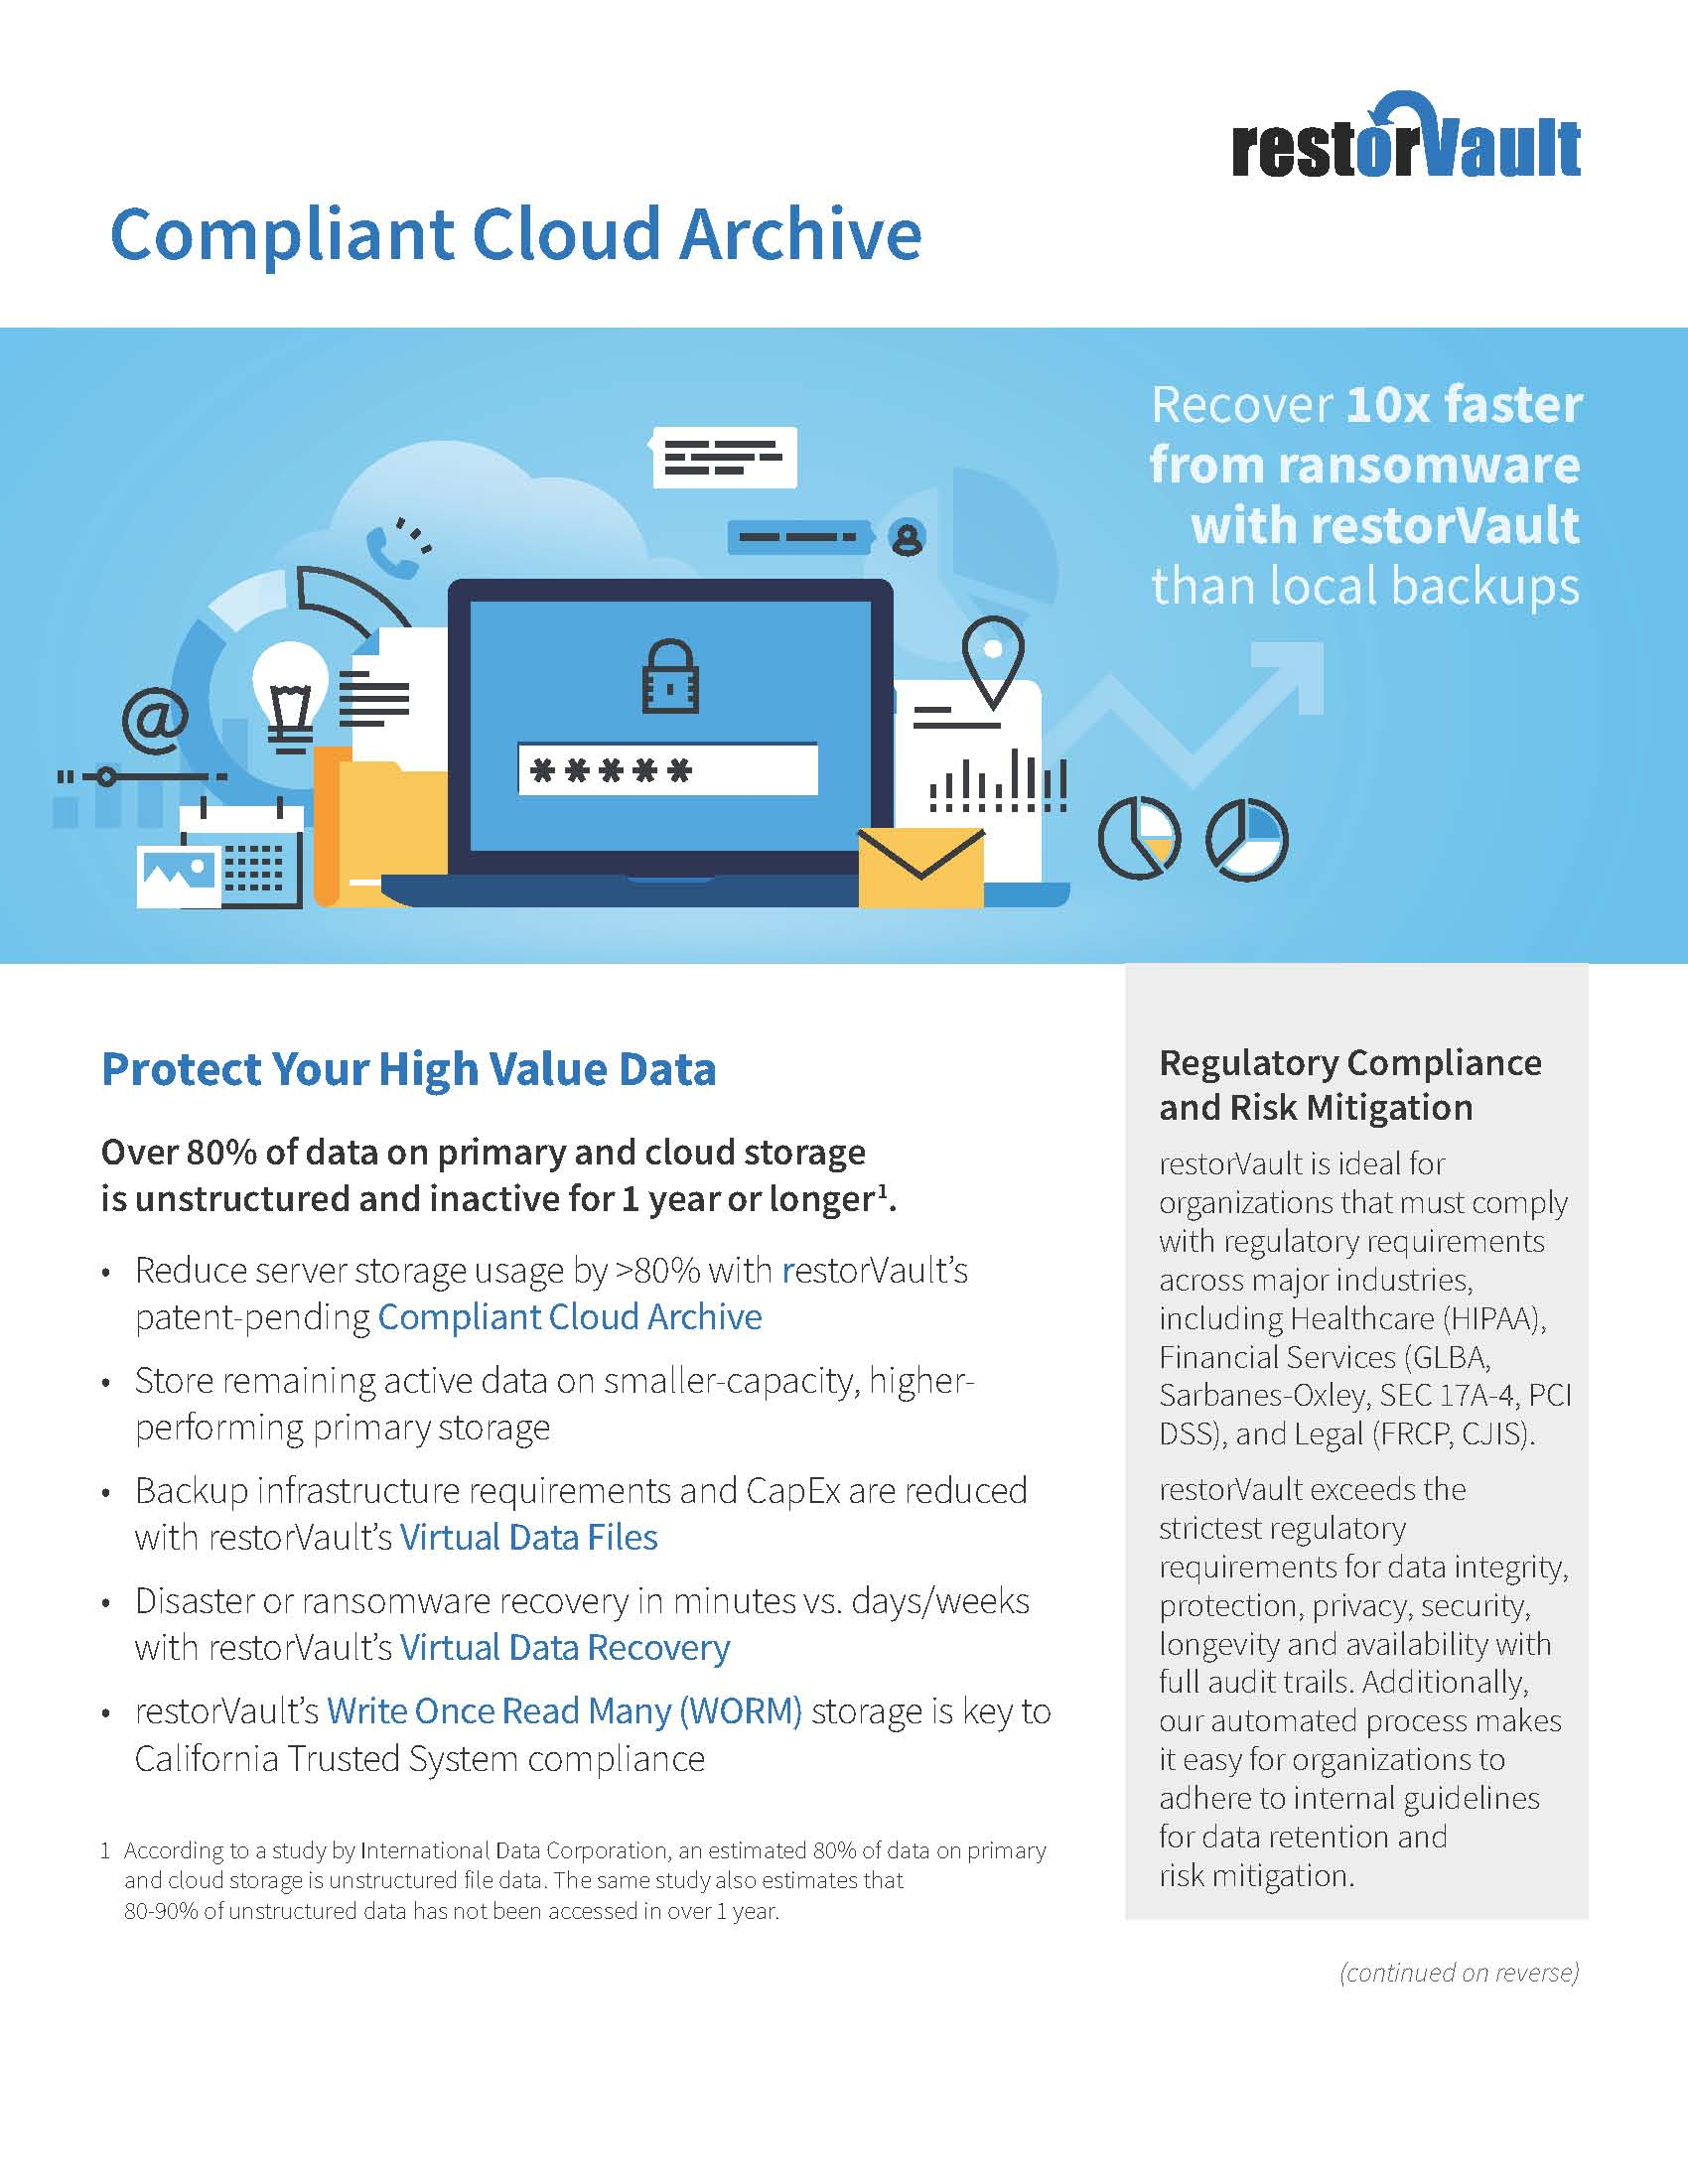 restorVault
Compliant Cloud Archive
Recover 10x faster
from ransomware
with restorVault
than local backups
@
*****
Protect Your High Value Data
Over 80% of data on primary and cloud storage
is unstructured and inactive for 1 year or longer¹.
• Reduce server storage usage by >80% with restorVault’s
patent-pending Compliant Cloud Archive
• Store remaining active data on smaller-capacity, higher-
performing primary storage
• Backup infrastructure requirements and CapEx are reduced
with restorVault’s Virtual Data Files
• Disaster or ransomware recovery in minutes vs. days/weeks
with restorVault’s Virtual Data Recovery
• restorVault’s Write Once Read Many (WORM) storage is key to
California Trusted System compliance
1 According to a study by International Data Corporation, an estimated 80% of data on primary
and cloud storage is unstructured file data. The same study also estimates that
80-90% of unstructured data has not been accessed in over 1 year.
Regulatory Compliance
and Risk Mitigation
restorVault is ideal for
organizations that must comply
with regulatory requirements
across major industries,
including Healthcare (HIPAA),
Financial Services (GLBA,
Sarbanes-Oxley, SEC 17A-4, PCI
DSS), and Legal (FRCP, CJIS).
restorVault exceeds the
strictest regulatory
requirements for data integrity,
protection, privacy, security,
longevity and availability with
full audit trails. Additionally,
our automated process makes
it easy for organizations to
adhere to internal guidelines
for data retention and
risk mitigation.
(continued on reverse)